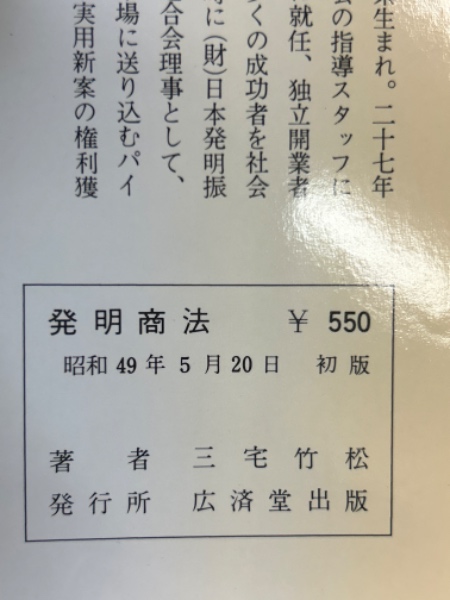 生まれ。二十七年
の指導スタッフに
就任、独立開業者
くの成功者を社会
に(財)日本発明振
合会理事として、
場に送り込むパイ
実用新案の権利獲
発明商法 ¥ 550
昭和49年5月20日 初版
著者 三宅竹松
発行所 広済堂出版